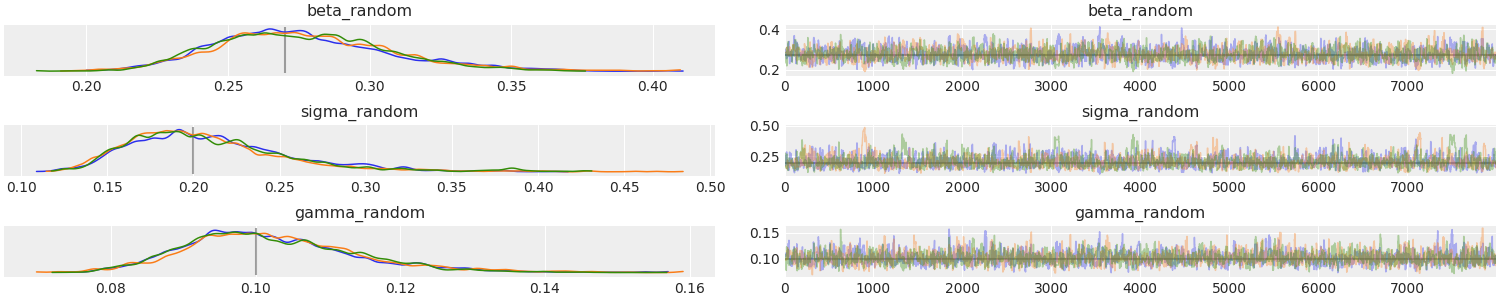 beta_random beta_random
0.4
0.2
0.20 0.25 0.30 0.35 0.40 0 1000 2000 3000 4000 5000 6000 7000
sigma_random sigma_random
0.50
0.25
0.10 0.15 0.20 0.25 0.30 0.35 0.40 0.45 0.50 0 1000 2000 3000 4000 5000 6000 7000
gamma_random gamma_random
0.15
0.10
0.08 0.10 0.12 0.14 0.16 0 1000 2000 3000 4000 5000 6000 7000